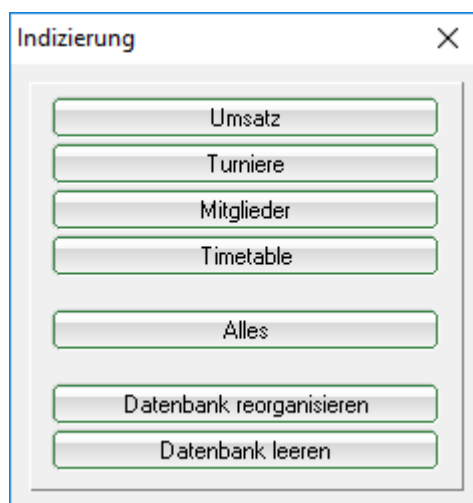 Indizierung
Umsatz
Turniere
Mitglieder
Timetable
Alles
Datenbank reorganisieren
Datenbank leeren